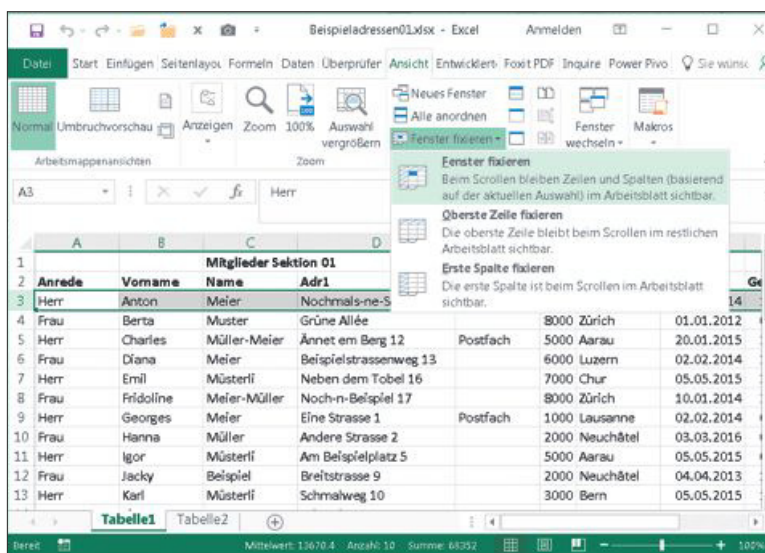 Beispieladressen01.xlsx - Excel Anmelden
Datei Start Einfügen Seitenlayou Formeln Daten Überprüfer Ansicht Entwicklert Foxit PDF Inquire Power Pivo Sie wünsc
Normal Umbruchvorschau Anzeigen Zoom 100% Auswahl vergrößern
Neues Fenster
Alle anordnen
Fenster fixieren
Fenster wechseln Makros
Arbeitsmappenansichten Zoom
Fenster fixieren
Beim Scrollen bleiben Zeilen und Spalten (basierend
auf der aktuellen Auswahl) im Arbeitsblatt sichtbar.
Oberste Zeile fixieren
Die oberste Zeile bleibt beim Scrollen im restlichen
Arbeitsblatt sichtbar.
Erste Spalte fixieren
Die erste Spalte ist beim Scrollen im Arbeitsblatt
sichtbar.
A3 fx Herr
A B C D
1 Mitglieder Sektion 01
2 Anrede Vorname Name Adr1 Ge
3 Herr Anton Meier Nochmals-ne-S 14
4 Frau Berta Muster Grüne Allée 8000 Zürich 01.01.2012
5 Herr Charles Müller-Meier Ännet em Berg 12 Postfach 5000 Aarau 20.01.2015
6 Frau Diana Meier Beispielstrassenweg 13 6000 Luzern 02.02.2014
7 Herr Emil Müsterli Neben dem Tobel 16 7000 Chur 05.05.2015
8 Frau Fridoline Meier-Müller Noch-n-Beispiel 17 8000 Zürich 10.01.2014
9 Herr Georges Meier Eine Strasse 1 Postfach 1000 Lausanne 02.02.2014
10 Frau Hanna Müller Andere Strasse 2 2000 Neuchâtel 03.03.2016
11 Herr Igor Müsterli Am Beispielplatz 5 5000 Aarau 05.05.2015
12 Frau Jacky Beispiel Breitstrasse 9 2000 Neuchâtel 04.04.2013
13 Herr Karl Müsterli Schmalweg 10 3000 Bern 05.05.2015
Tabelle1 Tabelle2
Bereit Mittelwert: 13670.4 Anzahl: 10 Summe: 68352 100%